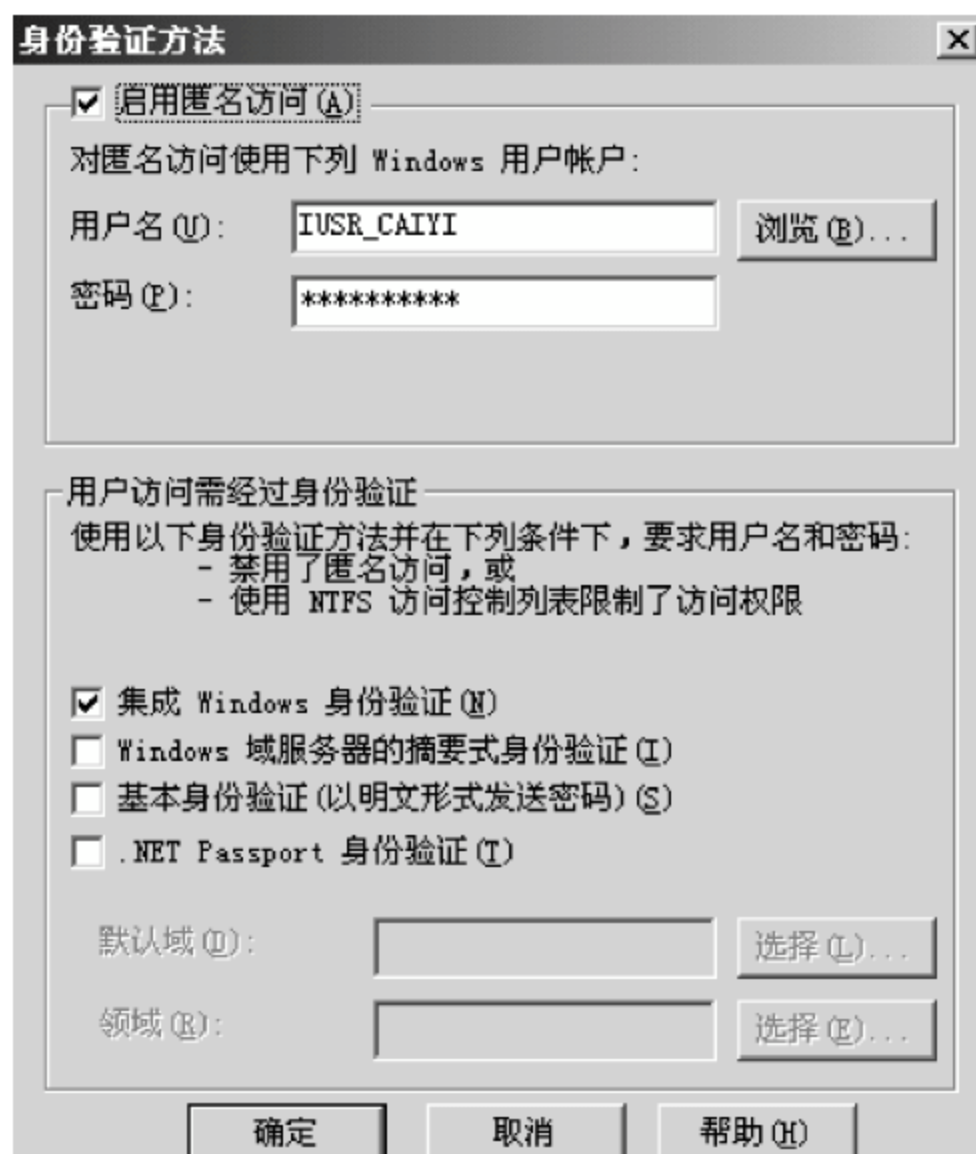 身份验证方法
启用匿名访问(A)
对匿名访问使用下列 Windows 用户帐户:
用户名(U): IUSR_CAIYI 浏览(B)...
密码(P): **********
用户访问需经过身份验证
使用以下身份验证方法并在下列条件下，要求用户名和密码:
- 禁用了匿名访问，或
- 使用 NTFS 访问控制列表限制了访问权限
集成 Windows 身份验证(N)
Windows 域服务器的摘要式身份验证(I)
基本身份验证(以明文形式发送密码)(S)
.NET Passport 身份验证(T)
默认域(D): 选择(L)...
领域(R): 选择(E)...
确定 取消 帮助(H)